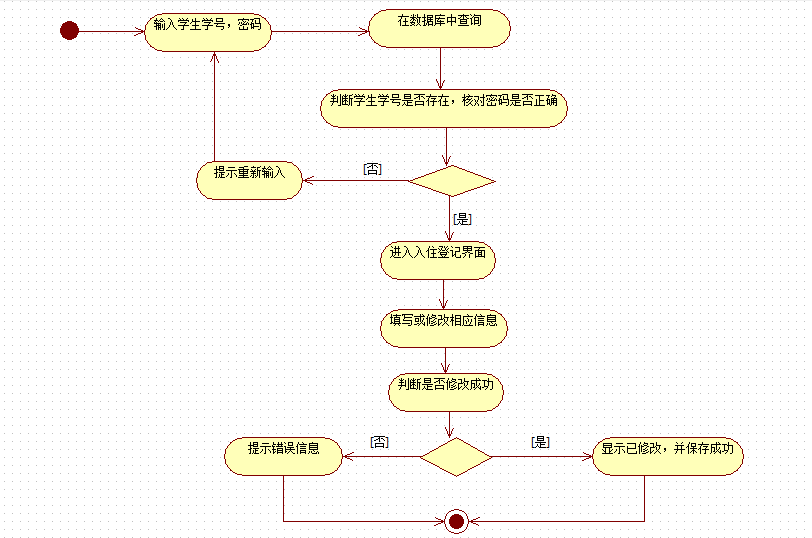 输入学生学号，密码
在数据库中查询
判断学生学号是否存在，核对密码是否正确
提示重新输入
[否]
[是]
进入入住登记界面
填写或修改相应信息
判断是否修改成功
提示错误信息
[否]
[是]
显示已修改，并保存成功